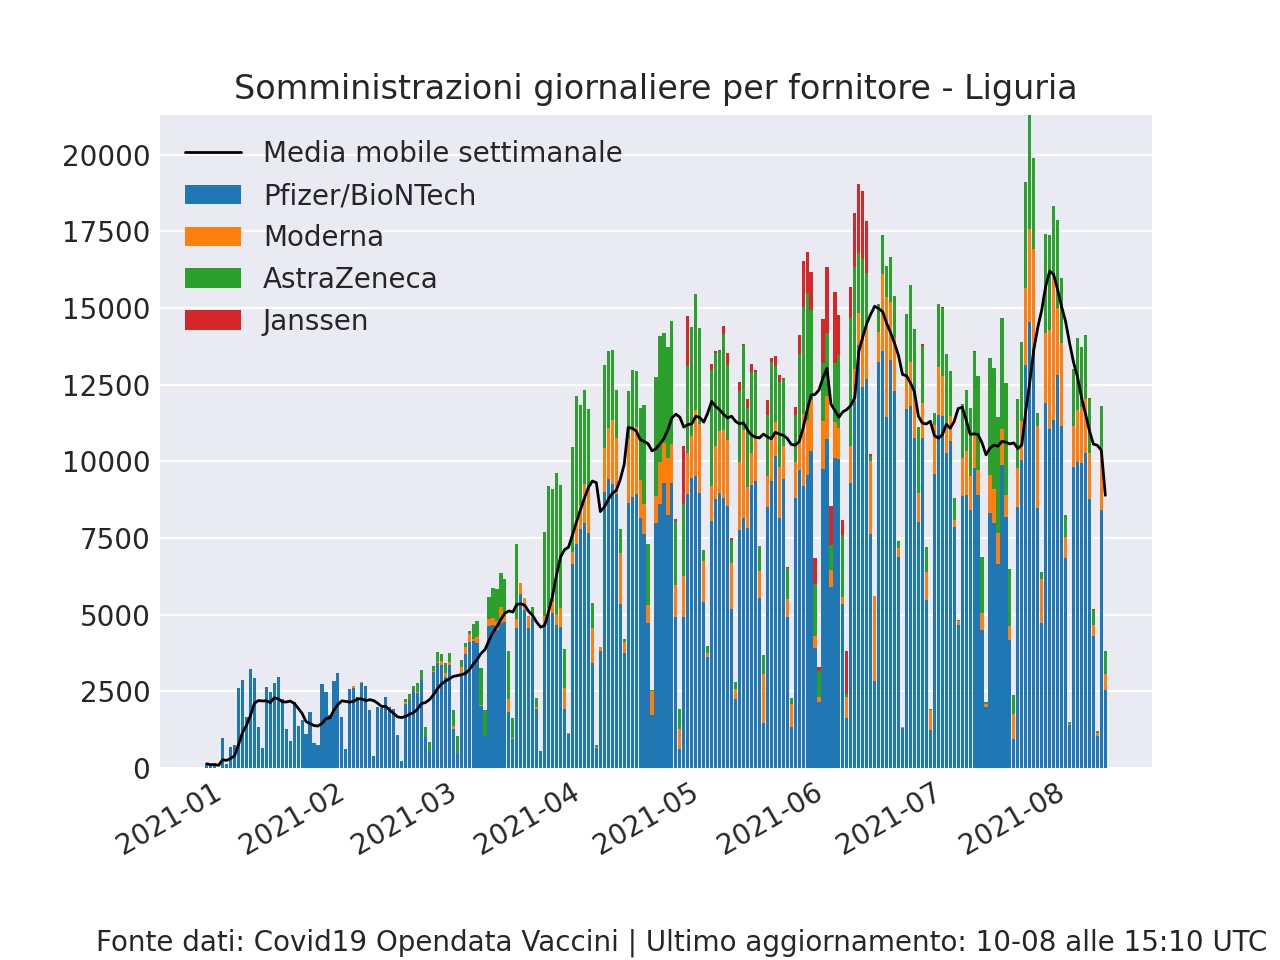 Somministrazioni giornaliere per fornitore - Liguria
Media mobile settimanale
Pfizer/BioNTech
Moderna
AstraZeneca
Janssen
20000
17500
15000
12500
10000
7500
5000
2500
0
2021-01
2021-02
2021-03
2021-04
2021-05
2021-06
2021-07
2021-08
Fonte dati: Covid19 Opendata Vaccini | Ultimo aggiornamento: 10-08 alle 15:10 UTC